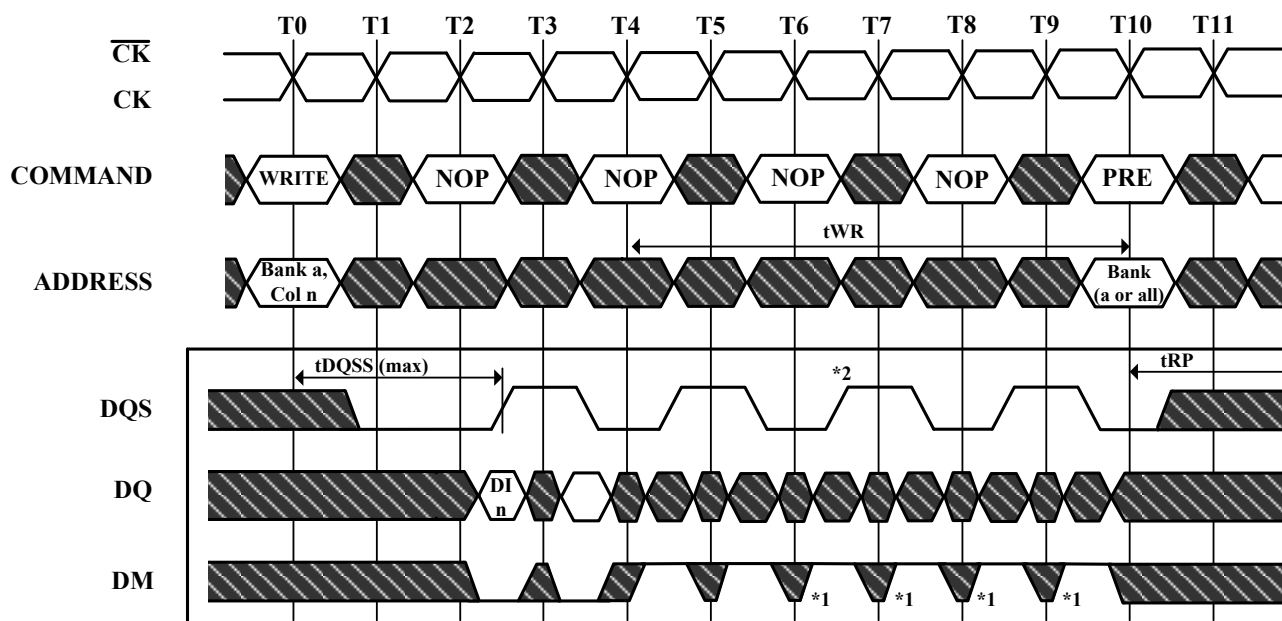 T0 T1 T2 T3 T4 T5 T6 T7 T8 T9 T10 T11
CK
CK
COMMAND WRITE NOP NOP NOP NOP PRE
tWR
ADDRESS Bank a, Bank
Col n (a or all)
tDQSS (max) *2 tRP
DQS
DQ DI
n
DM *1 *1 *1 *1